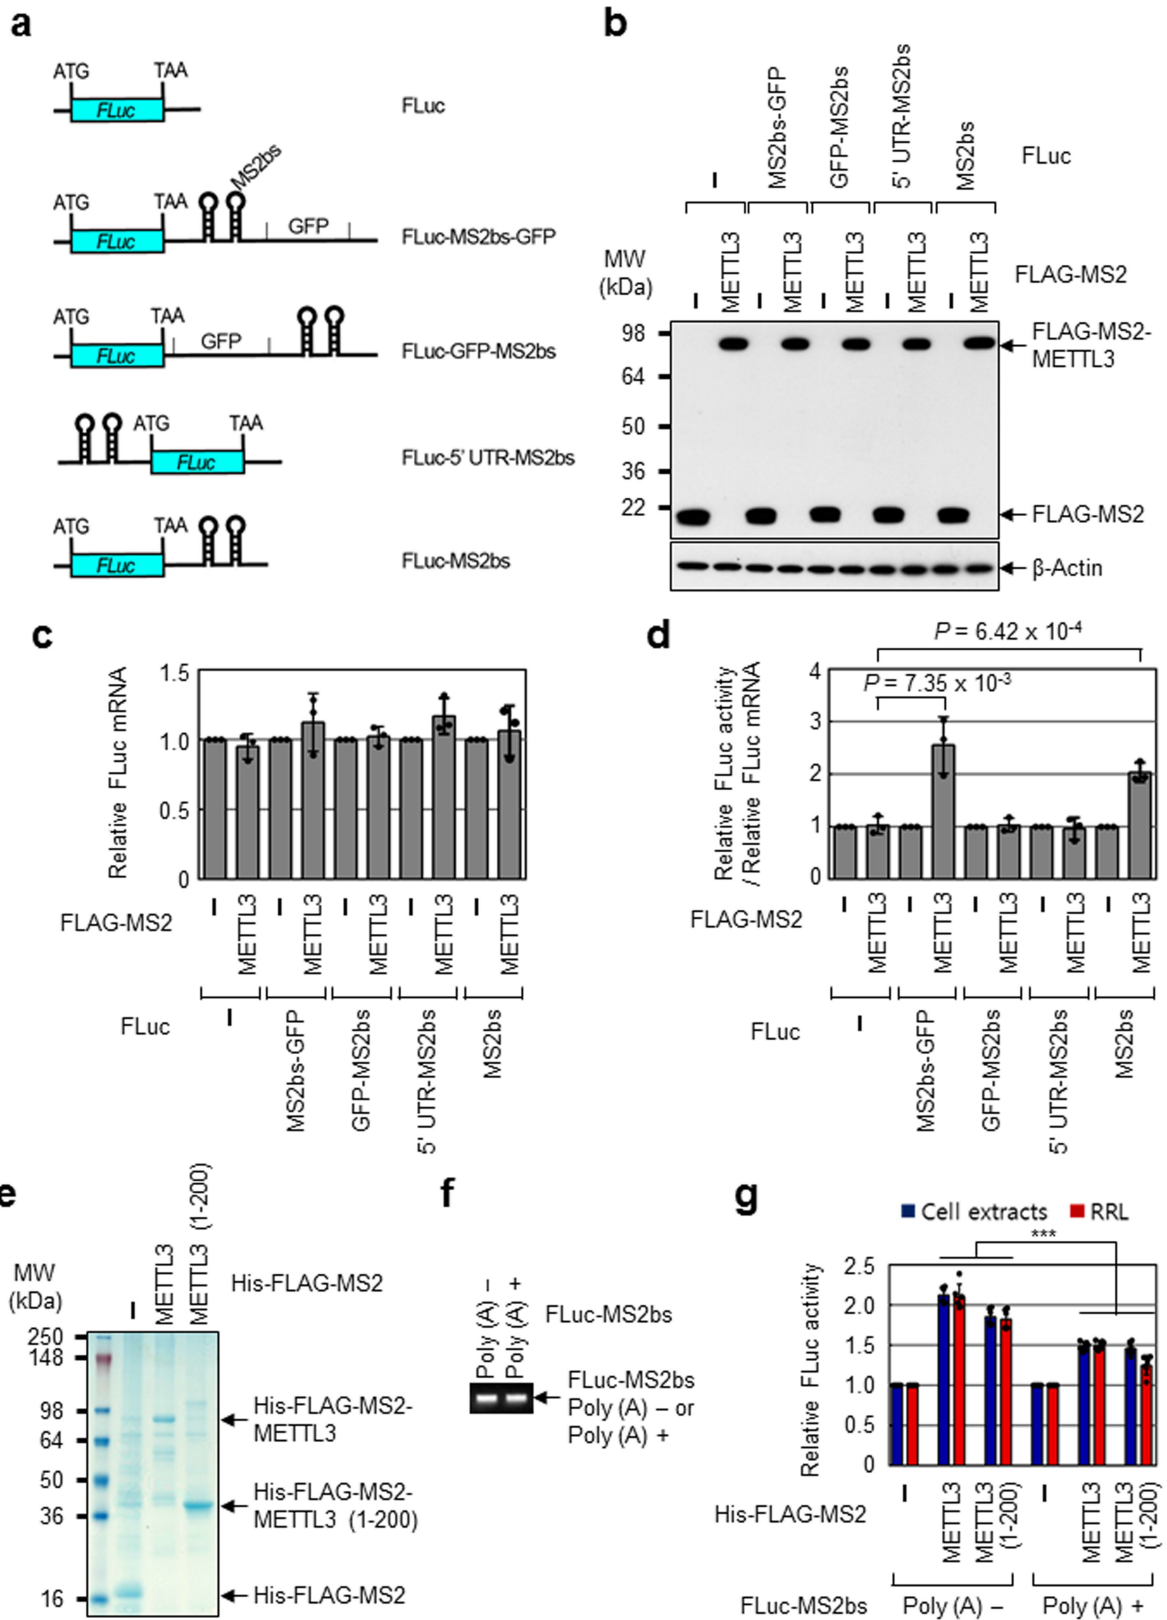 a
ATG TAA
FLuc
FLuc
MS2bs
ATG TAA
GFP
FLuc
FLuc-MS2bs-GFP
ATG TAA
GFP
FLuc
FLuc-GFP-MS2bs
ATG TAA
FLuc
FLuc-5' UTR-MS2bs
ATG TAA
FLuc
FLuc-MS2bs
b
–
MS2bs-GFP
GFP-MS2bs
5' UTR-MS2bs
MS2bs
FLuc
– METTL3 – METTL3 – METTL3 – METTL3 – METTL3
FLAG-MS2
MW
(kDa)
98
64
50
36
22
FLAG-MS2-
METTL3
FLAG-MS2
β-Actin
c
Relative FLuc mRNA
1.5
1.0
0.5
0
FLAG-MS2
– METTL3 – METTL3 – METTL3 – METTL3 – METTL3
FLuc
–
MS2bs-GFP
GFP-MS2bs
5' UTR-MS2bs
MS2bs
d
P = 6.42 x 10-4
P = 7.35 x 10-3
Relative FLuc activity
/ Relative FLuc mRNA
4
3
2
1
0
FLAG-MS2
– METTL3 – METTL3 – METTL3 – METTL3 – METTL3
FLuc
–
MS2bs-GFP
GFP-MS2bs
5' UTR-MS2bs
MS2bs
e
–
METTL3
METTL3 (1-200)
His-FLAG-MS2
MW
(kDa)
250
148
98
64
50
36
16
His-FLAG-MS2-
METTL3
His-FLAG-MS2-
METTL3 (1-200)
His-FLAG-MS2
f
Poly (A) –
Poly (A) +
FLuc-MS2bs
FLuc-MS2bs
Poly (A) – or
Poly (A) +
g
Cell extracts RRL
***
Relative FLuc activity
2.5
2.0
1.5
1.0
0.5
0
His-FLAG-MS2
–
METTL3
METTL3
(1-200)
–
METTL3
METTL3
(1-200)
FLuc-MS2bs
Poly (A) – Poly (A) +